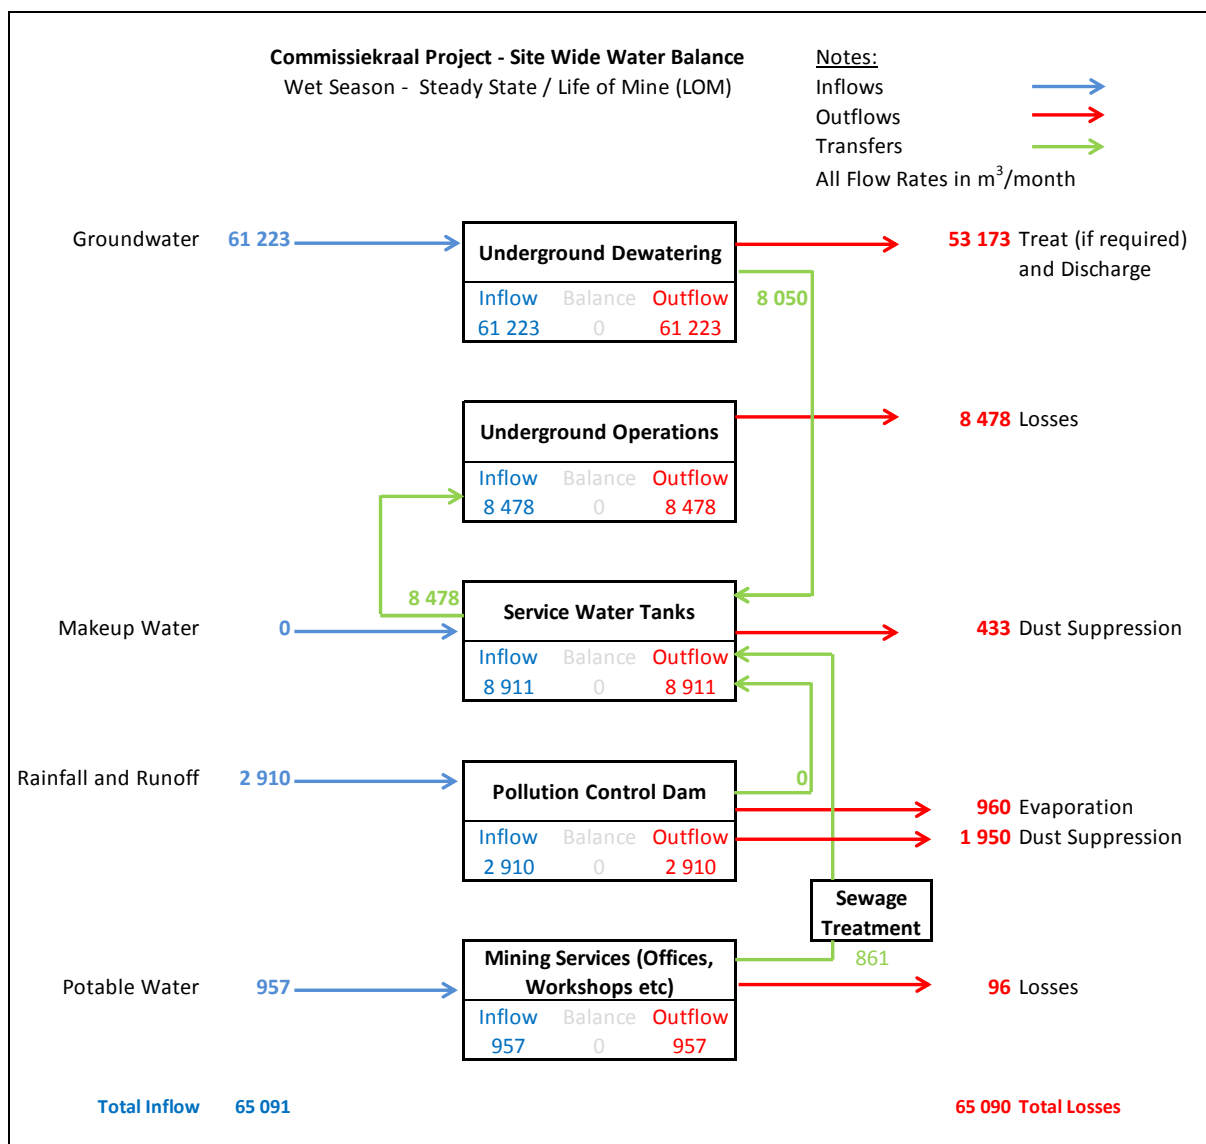 Commissiekraal Project - Site Wide Water Balance
Wet Season - Steady State / Life of Mine (LOM)
Notes:
Inflows
Outflows
Transfers
All Flow Rates in m³/month
Groundwater 61 223
Underground Dewatering
53 173 Treat (if required)
and Discharge
Inflow Balance Outflow
61 223 0 61 223
8 050
Underground Operations
8 478 Losses
Inflow Balance Outflow
8 478 0 8 478
8 478
Makeup Water 0
Service Water Tanks
433 Dust Suppression
Inflow Balance Outflow
8 911 0 8 911
Rainfall and Runoff 2 910
Pollution Control Dam
0
960 Evaporation
1 950 Dust Suppression
Inflow Balance Outflow
2 910 0 2 910
Sewage
Treatment
861
Potable Water 957
Mining Services (Offices,
Workshops etc)
96 Losses
Inflow Balance Outflow
957 0 957
Total Inflow 65 091
65 090 Total Losses